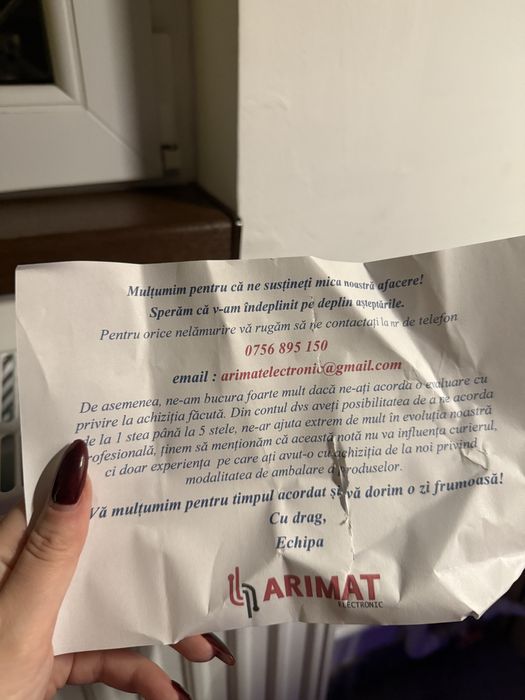 Mulțumim pentru că ne susțineți mica noastră afacere!
Sperăm că v-am îndeplinit pe deplin așteptările.
Pentru orice nelămurire vă rugăm să ne contactați la nr de telefon
0756 895 150
email : arimatelectronic@gmail.com
De asemenea, ne-am bucura foarte mult dacă ne-ați acorda o evaluare cu
privire la achiziția făcută. Din contul dvs aveți posibilitatea de a ne acorda
de la 1 stea până la 5 stele, ne-ar ajuta extrem de mult în evoluția noastră
profesională, ținem să menționăm că această notă nu va influența curierul,
ci doar experiența pe care ați avut-o cu achiziția de la noi privind
modalitatea de ambalare a produselor.
Vă mulțumim pentru timpul acordat și vă dorim o zi frumoasă!
Cu drag,
Echipa
ARIMAT
ELECTRONIC